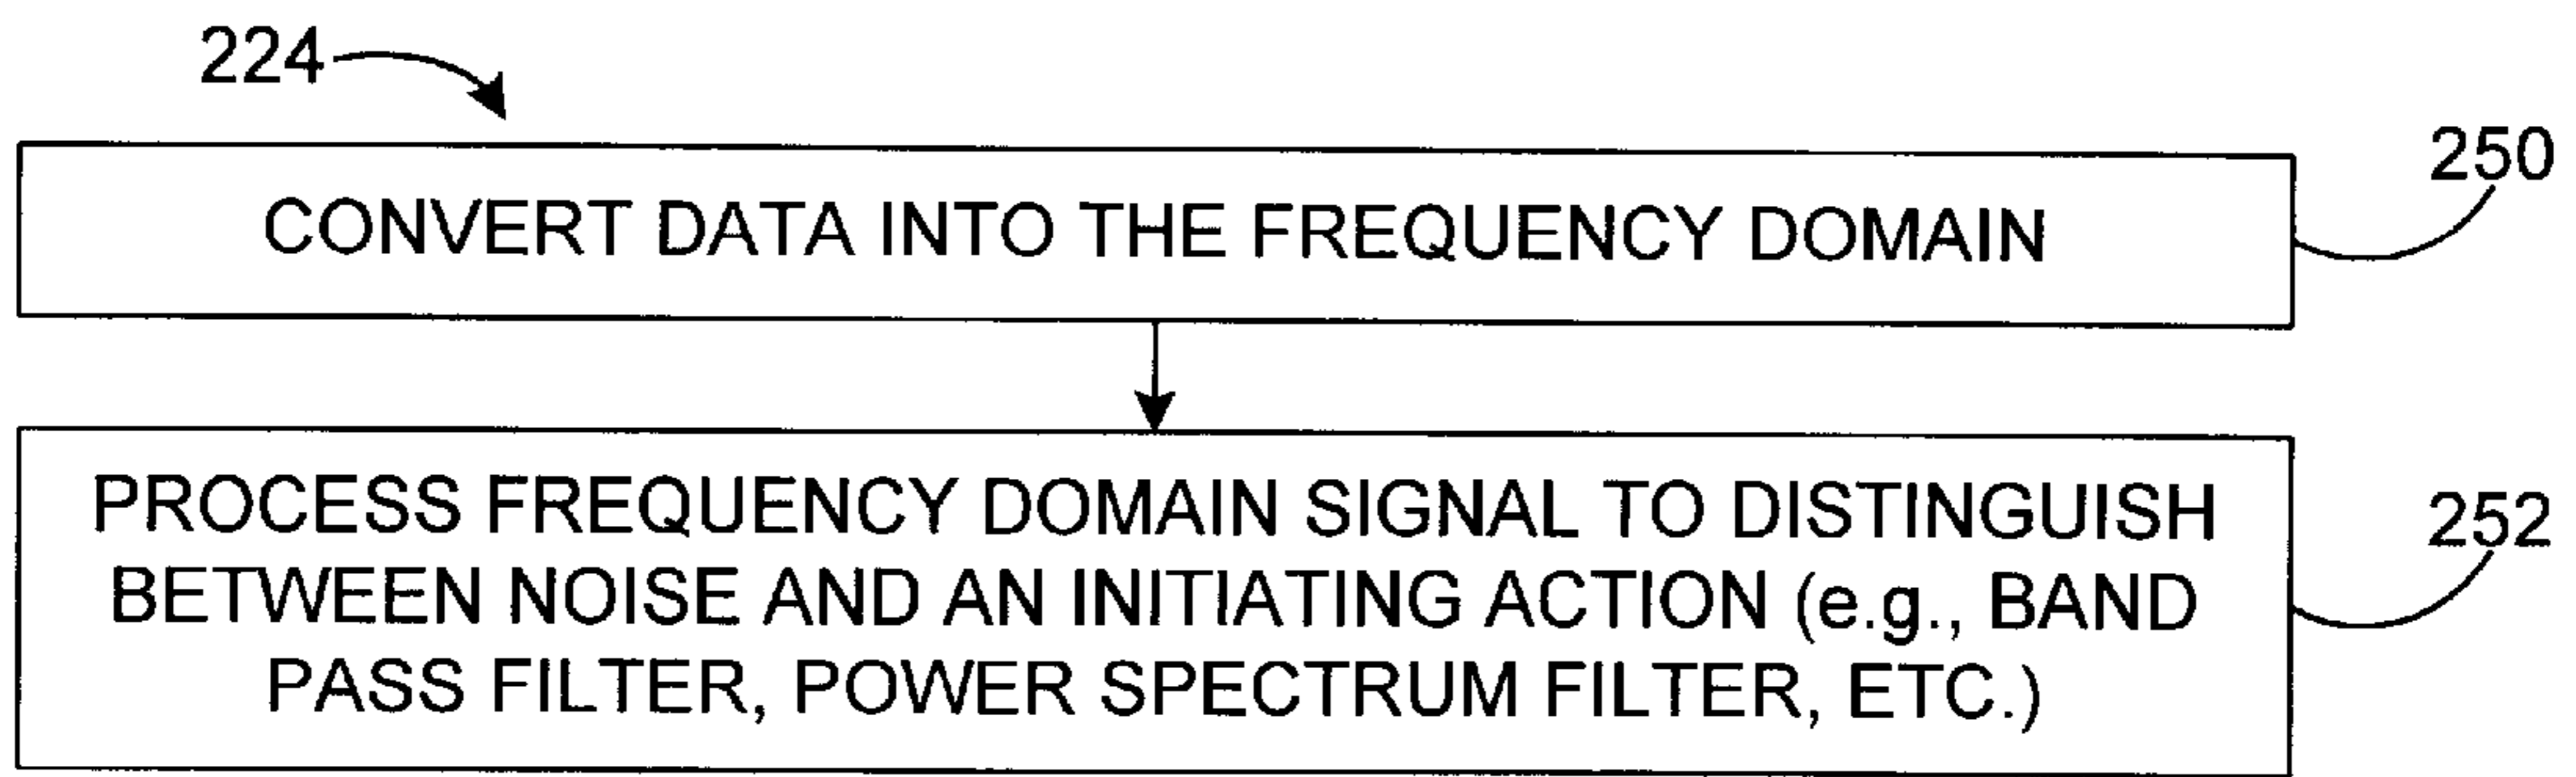 224
250
CONVERT DATA INTO THE FREQUENCY DOMAIN
PROCESS FREQUENCY DOMAIN SIGNAL TO DISTINGUISH
BETWEEN NOISE AND AN INITIATING ACTION (e.g., BAND
PASS FILTER, POWER SPECTRUM FILTER, ETC.)
252